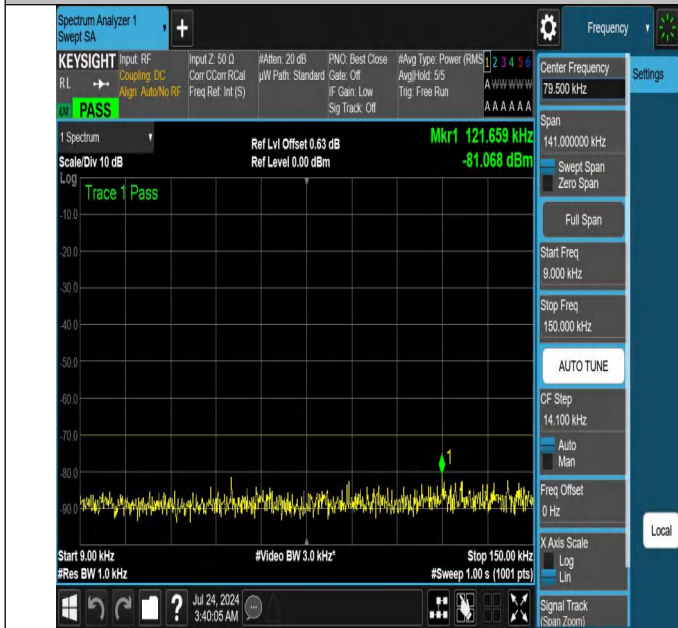 Spectrum Analyzer 1
Swept SA
Frequency
KEYSIGHT
RL
PASS
Input: RF
Coupling: DC
Align: Auto/No RF
Input Z: 50 Ω
Corr CCorr RCal
Freq Ref: Int (S)
#Atten: 20 dB
µW Path: Standard
PNO: Best Close
Gate: Off
IF Gain: Low
Sig Track: Off
#Avg Type: Power (RMS
Avg|Hold: 5/5
Trig: Free Run
1 2 3 4 5 6
A W W W W W
A A A A A A
1 Spectrum
Scale/Div 10 dB
Ref Lvl Offset 0.63 dB
Ref Level 0.00 dBm
Mkr1 121.659 kHz
-81.068 dBm
Log
Trace 1 Pass
-10.0
-20.0
-30.0
-40.0
-50.0
-60.0
-70.0
-80.0
-90.0
1
Start 9.00 kHz
#Res BW 1.0 kHz
#Video BW 3.0 kHz*
Stop 150.00 kHz
#Sweep 1.00 s (1001 pts)
Jul 24, 2024
3:40:05 AM
?
Center Frequency
79.500 kHz
Settings
Span
141.000000 kHz
Swept Span
Zero Span
Full Span
Start Freq
9.000 kHz
Stop Freq
150.000 kHz
AUTO TUNE
CF Step
14.100 kHz
Auto
Man
Freq Offset
0 Hz
X Axis Scale
Log
Lin
Local
Signal Track
(Span Zoom)